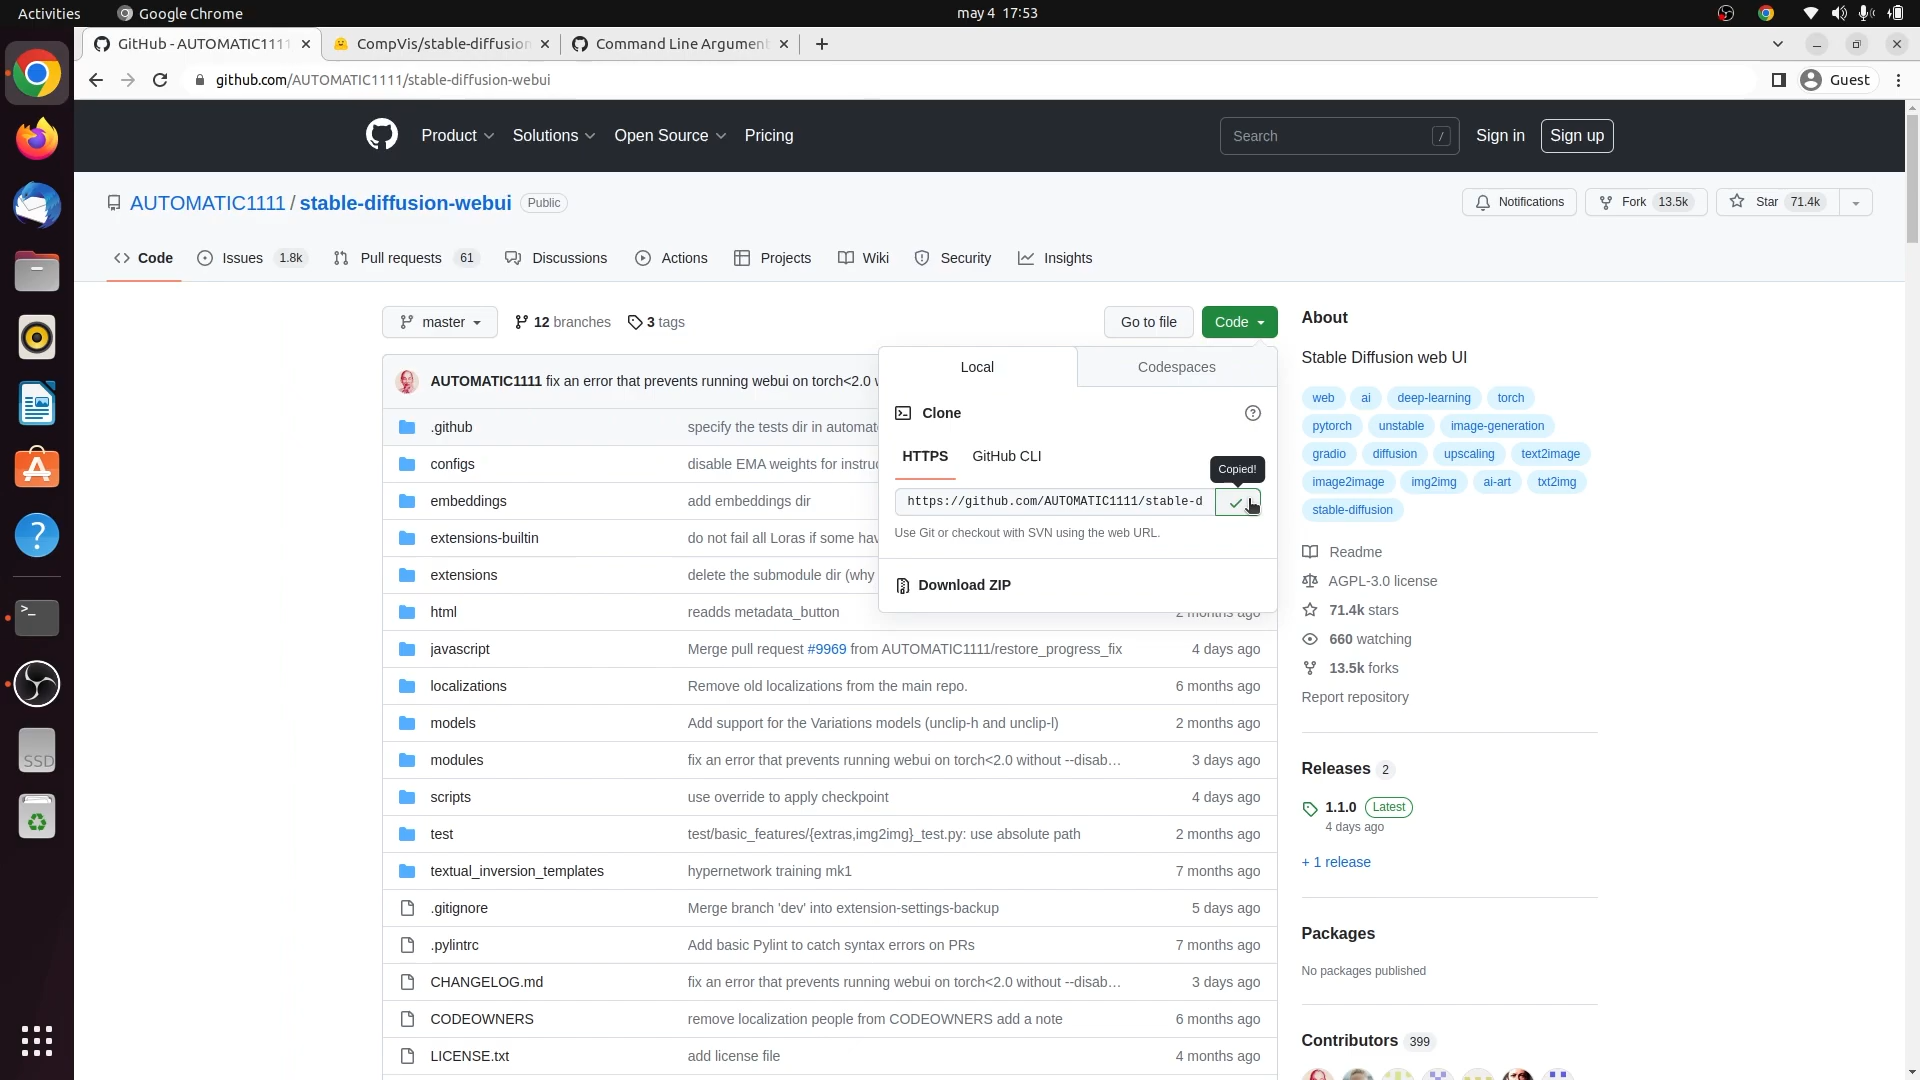 Activities Google Chrome may 4 17:53
GitHub - AUTOMATIC1111 CompVis/stable-diffusion Command Line Argument
github.com/AUTOMATIC1111/stable-diffusion-webui Guest
Product Solutions Open Source Pricing Search / Sign in Sign up
AUTOMATIC1111 / stable-diffusion-webui Public Notifications Fork 13.5k Star 71.4k
Code Issues 1.8k Pull requests 61 Discussions Actions Projects Wiki Security Insights
master 12 branches 3 tags Go to file Code
AUTOMATIC1111 fix an error that prevents running webui on torch<2.0
.github specify the tests dir in automat
configs disable EMA weights for instruc
embeddings add embeddings dir
extensions-builtin do not fail all Loras if some hav
extensions delete the submodule dir (why
html readds metadata_button 2 months ago
javascript Merge pull request #9969 from AUTOMATIC1111/restore_progress_fix 4 days ago
localizations Remove old localizations from the main repo. 6 months ago
models Add support for the Variations models (unclip-h and unclip-l) 2 months ago
modules fix an error that prevents running webui on torch<2.0 without --disab… 3 days ago
scripts use override to apply checkpoint 4 days ago
test test/basic_features/{extras,img2img}_test.py: use absolute path 2 months ago
textual_inversion_templates hypernetwork training mk1 7 months ago
.gitignore Merge branch 'dev' into extension-settings-backup 5 days ago
.pylintrc Add basic Pylint to catch syntax errors on PRs 7 months ago
CHANGELOG.md fix an error that prevents running webui on torch<2.0 without --disab… 3 days ago
CODEOWNERS remove localization people from CODEOWNERS add a note 6 months ago
LICENSE.txt add license file 4 months ago
Local Codespaces
Clone
HTTPS GitHub CLI
Copied!
https://github.com/AUTOMATIC1111/stable-d
Use Git or checkout with SVN using the web URL.
Download ZIP
About
Stable Diffusion web UI
web ai deep-learning torch
pytorch unstable image-generation
gradio diffusion upscaling text2image
image2image img2img ai-art txt2img
stable-diffusion
Readme
AGPL-3.0 license
71.4k stars
660 watching
13.5k forks
Report repository
Releases 2
1.1.0 Latest
4 days ago
+ 1 release
Packages
No packages published
Contributors 399
SSD